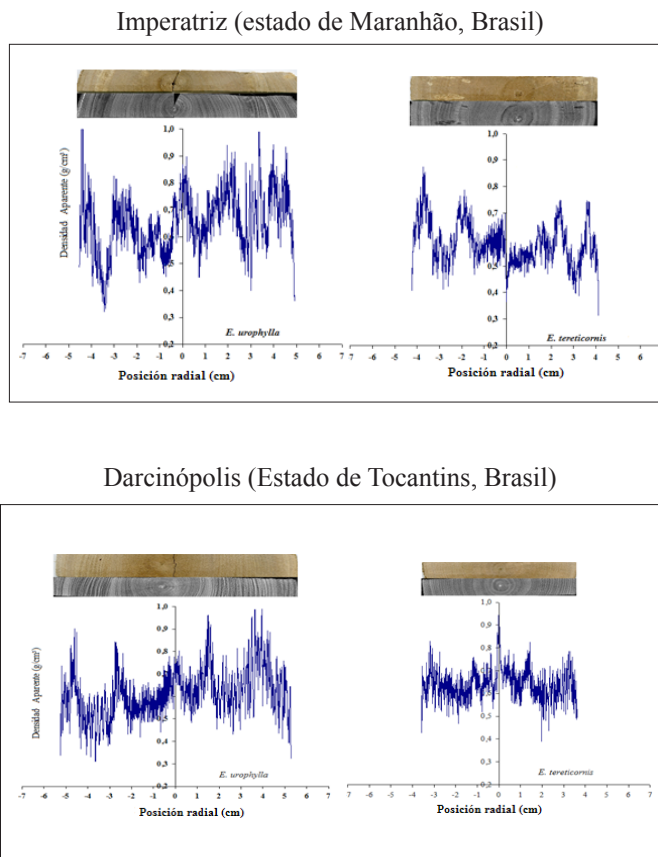 Imperatriz (estado de Maranhão, Brasil)
Densidad Aparente (g/cm³)
1,0
0,9
0,8
0,7
0,6
0,5
0,4
0,3
0,2
E. urophylla
-7 -6 -5 -4 -3 -2 -1 0 1 2 3 4 5 6 7
Posición radial (cm)
1,0
0,9
0,8
0,7
0,6
0,5
0,4
0,3
0,2
E. tereticornis
-7 -6 -5 -4 -3 -2 -1 0 1 2 3 4 5 6 7
Posición radial (cm)
Darcinópolis (Estado de Tocantins, Brasil)
Densidad Aparente (g/cm³)
1,0
0,9
0,8
0,7
0,6
0,5
0,4
0,3
0,2
E. urophylla
-7 -6 -5 -4 -3 -2 -1 0 1 2 3 4 5 6 7
Posición radial (cm)
1,0
0,9
0,8
0,7
0,6
0,5
0,4
0,3
0,2
E. tereticornis
-7 -6 -5 -4 -3 -2 -1 0 1 2 3 4 5 6 7
Posición radial (cm)